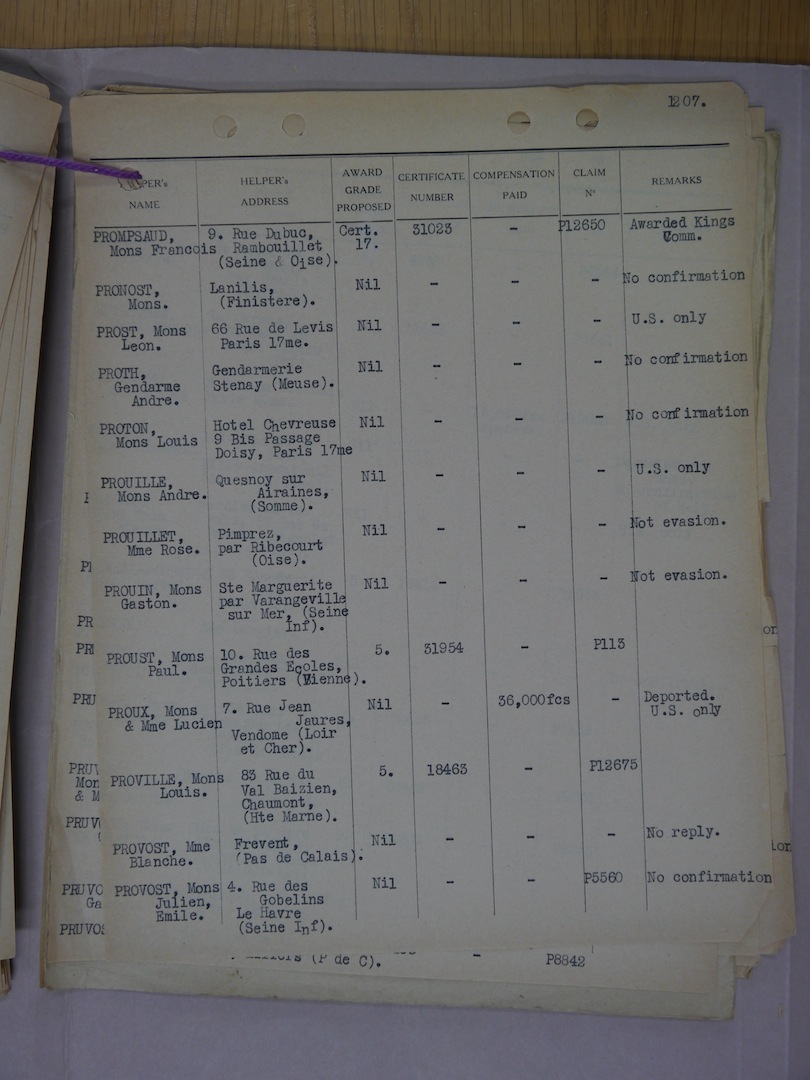 1207.
HELPER's NAME
HELPER's ADDRESS
AWARD GRADE PROPOSED
CERTIFICATE NUMBER
COMPENSATION PAID
CLAIM Nº
REMARKS
PROMPSAUD, 9. Rue Dubuc, Cert. 31023 - P12650 Awarded Kings
Mons Francois Rambouillet 17. Comm.
(Seine & Oise).
PRONOST, Lanilis, Nil - - - No confirmation
Mons. (Finistere).
PROST, Mons 66 Rue de Levis Nil - - - U.S. only
Leon. Paris 17me.
PROTH, Gendarmerie Nil - - - No confirmation
Gendarme Stenay (Meuse).
Andre.
PROTON, Hotel Chevreuse Nil - - - No confirmation
Mons Louis 9 Bis Passage
Doisy, Paris 17me
PROUILLE, Quesnoy sur Nil - - - U.S. only
Mons Andre. Airaines,
(Somme).
PROUILLET, Pimprez, Nil - - - Not evasion.
Mme Rose. par Ribecourt
(Oise).
PROUIN, Mons Ste Marguerite Nil - - - Not evasion.
Gaston. par Varangeville
sur Mer, (Seine
Inf).
PROUST, Mons 10. Rue des 5. 31954 - P113
Paul. Grandes Ecoles,
Poitiers (Vienne).
PROUX, Mons 7. Rue Jean Nil - 36,000fcs - Deported.
& Mme Lucien Jaures, U.S. only
Vendome (Loir
et Cher).
PROVILLE, Mons 83 Rue du 5. 18463 - P12675
Louis. Val Baizien,
Chaumont,
(Hte Marne).
PROVOST, Mme Frevent, Nil - - - No reply.
Blanche. (Pas de Calais).
PROVOST, Mons 4. Rue des Nil - - P5560 No confirmation
Julien, Gobelins
Emile. Le Havre
(Seine Inf).
(P de C). - P8842